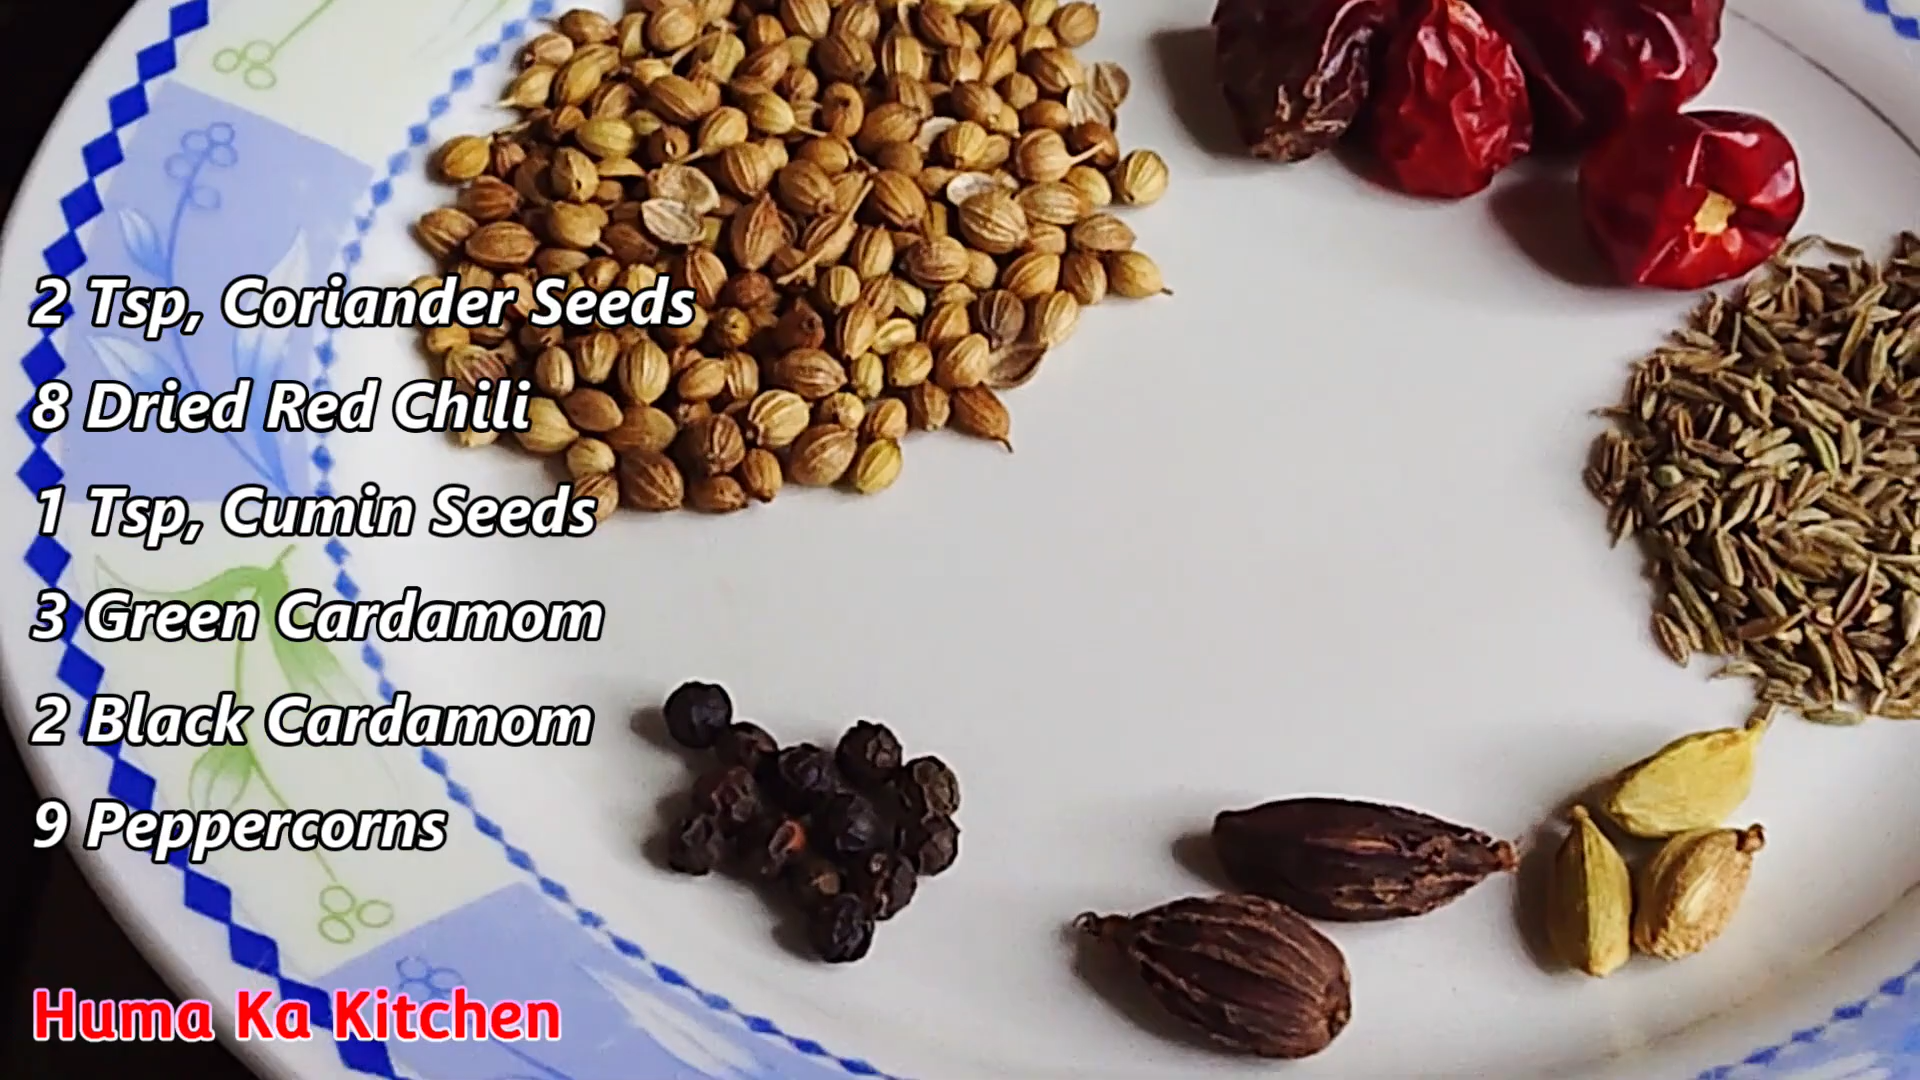 2 Tsp, Coriander Seeds
8 Dried Red Chili
1 Tsp, Cumin Seeds
3 Green Cardamom
2 Black Cardamom
9 Peppercorns
Huma Ka Kitchen